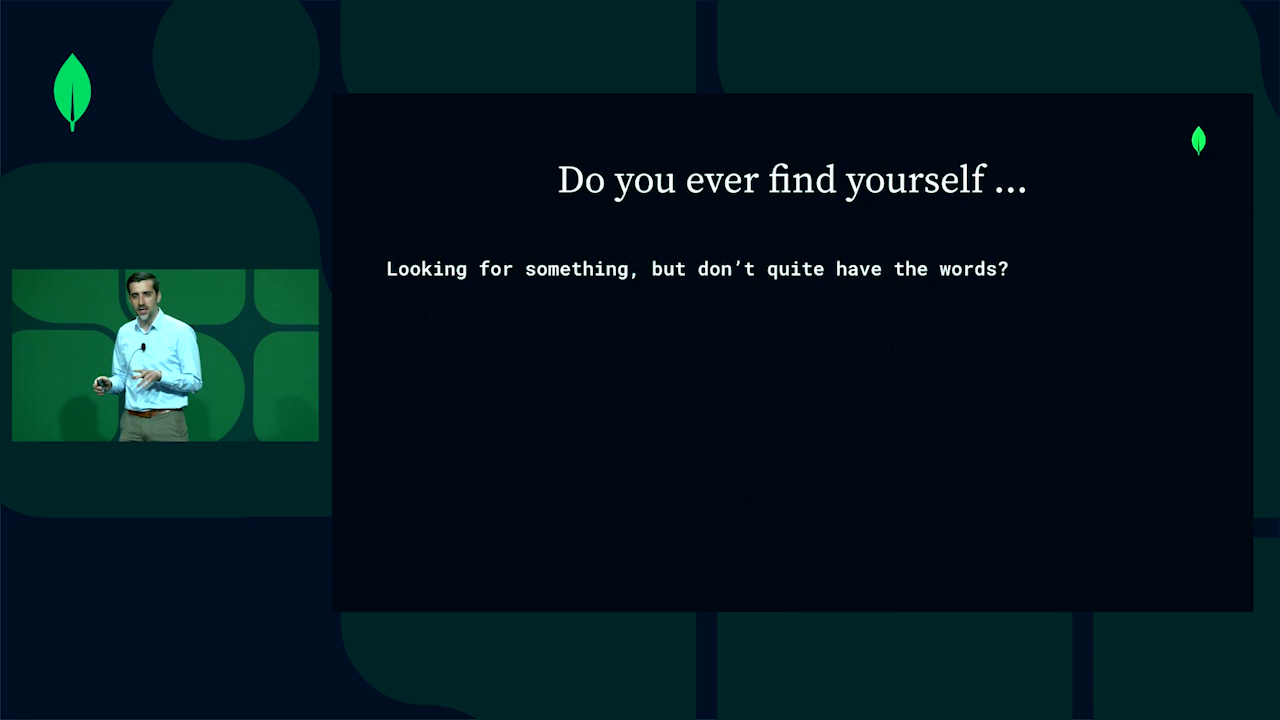 Do you ever find yourself ...
Looking for something, but don’t quite have the words?